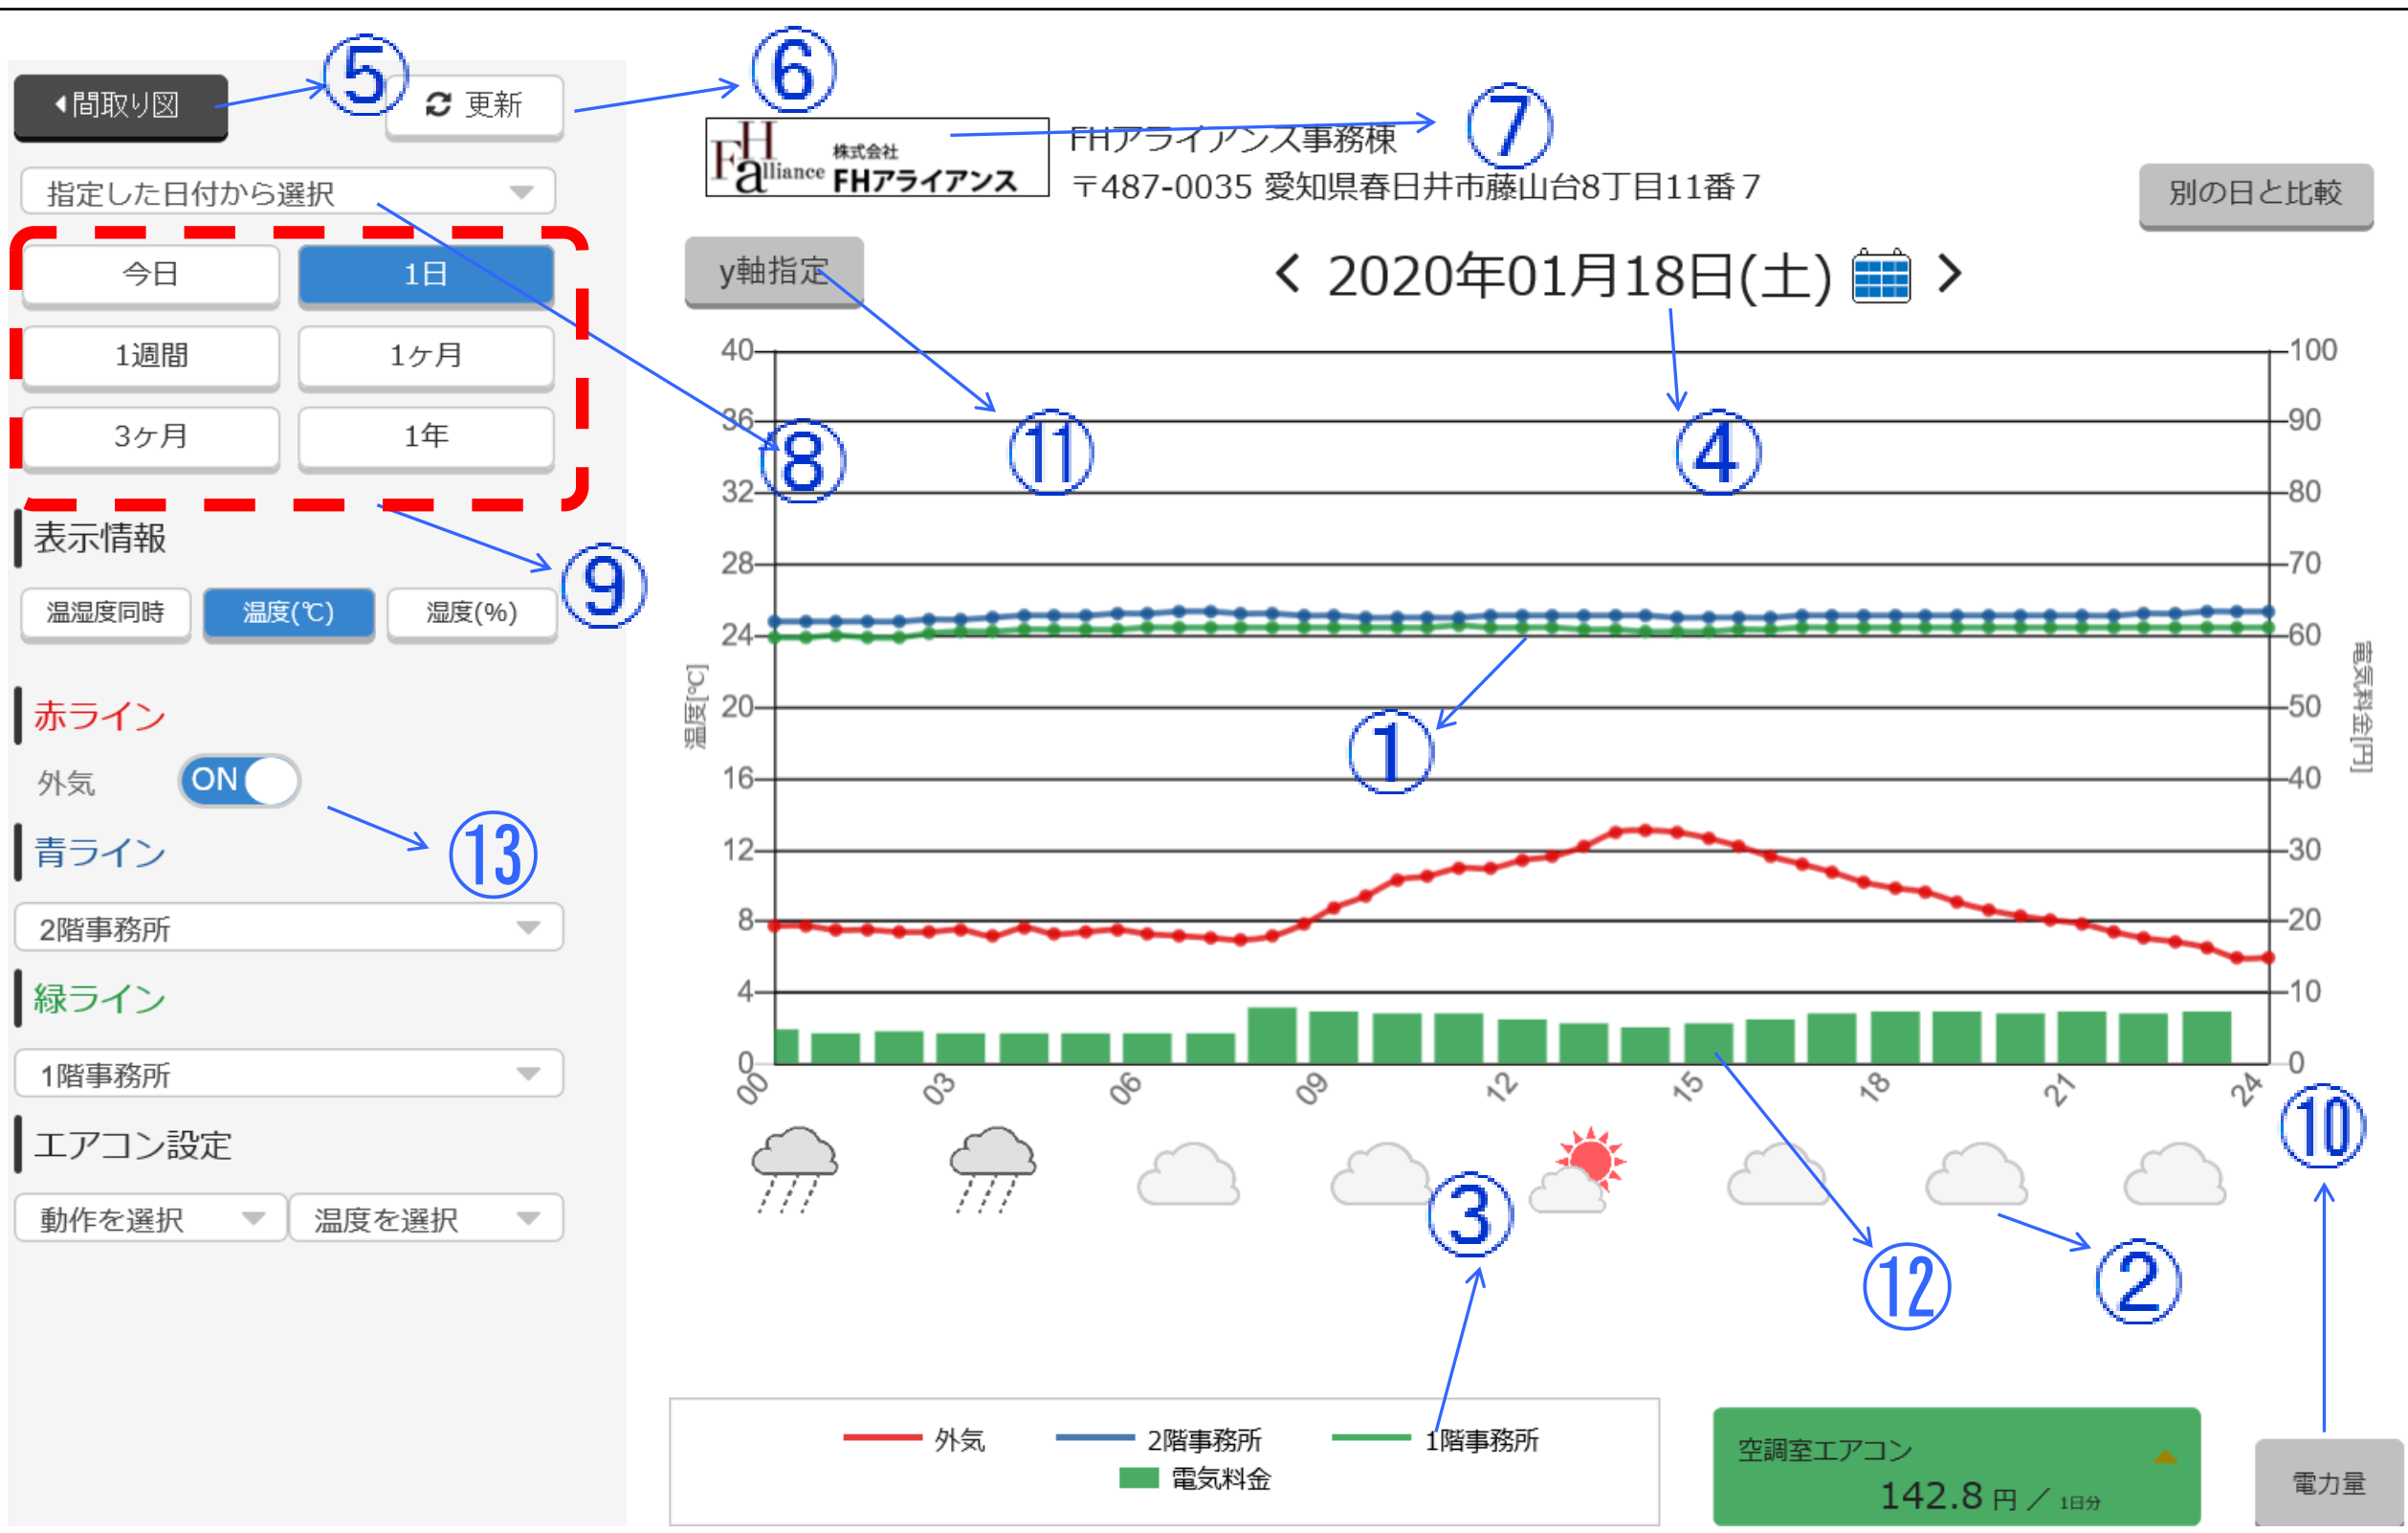 間取り図
⑤
更新
⑥
FH Alliance
株式会社
FHアライアンス
FHアライアンス事務棟
⑦
〒487-0035 愛知県春日井市藤山台8丁目11番７
別の日と比較
指定した日付から選択
今日
1日
1週間
1ヶ月
3ヶ月
1年
⑨
表示情報
温湿度同時
温度(℃)
湿度(%)
赤ライン
外気
ON
⑬
青ライン
2階事務所
緑ライン
1階事務所
エアコン設定
動作を選択
温度を選択
y軸指定
2020年01月18日(土)
⑧
⑪
④
①
温度[℃]
40
36
32
28
24
20
16
12
8
4
0
電気料金[円]
100
90
80
70
60
50
40
30
20
10
0
00
03
06
09
12
15
18
21
24
⑩
③
⑫
②
外気
2階事務所
1階事務所
電気料金
空調室エアコン
142.8 円 ／ 1日分
電力量